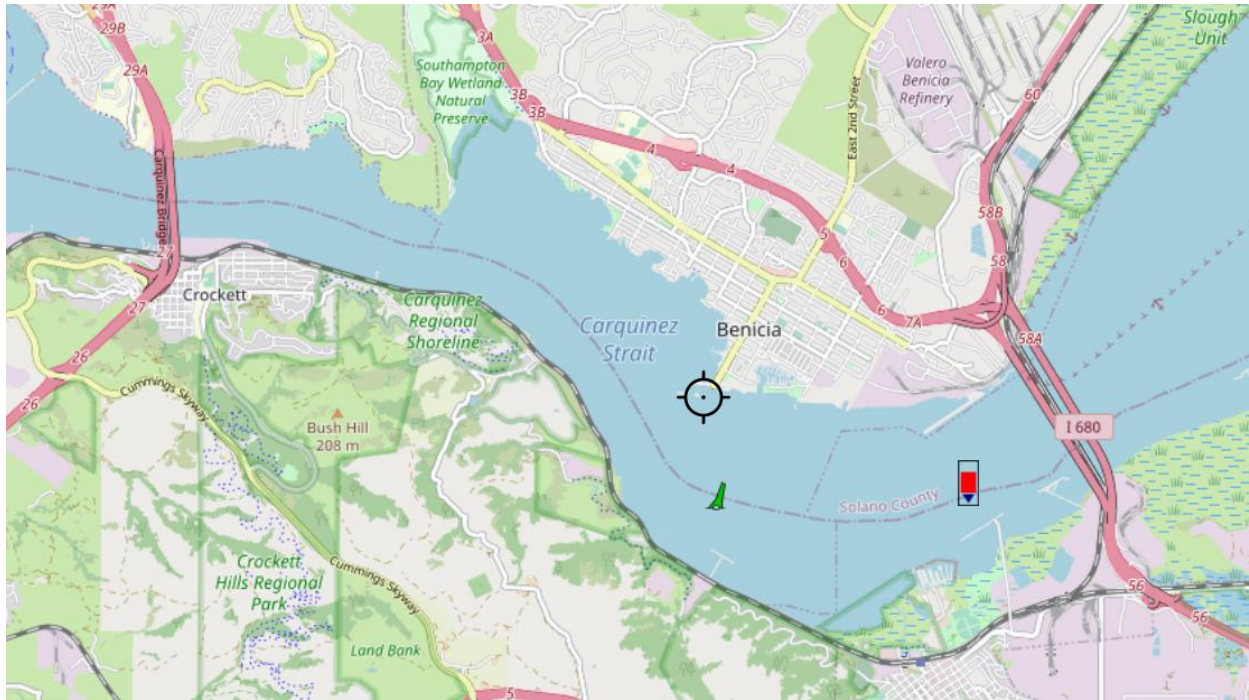 29A
29B
29A
3A
Southampton
Bay Wetland
Natural
Preserve
3B
3B
4
4
5
6
6
7A
East 2nd Street
Valero
Benicia
Refinery
60
58B
58
58A
Slough
Unit
Carquinez Bridge
27
27
26
26
Crockett
Carquinez
Regional
Shoreline
Carquinez
Strait
Benicia
I 680
Cummings Skyway
Bush Hill
208 m
Solano County
Crockett
Hills Regional
Park
Cummings Skyway
Land Bank
5
56
56